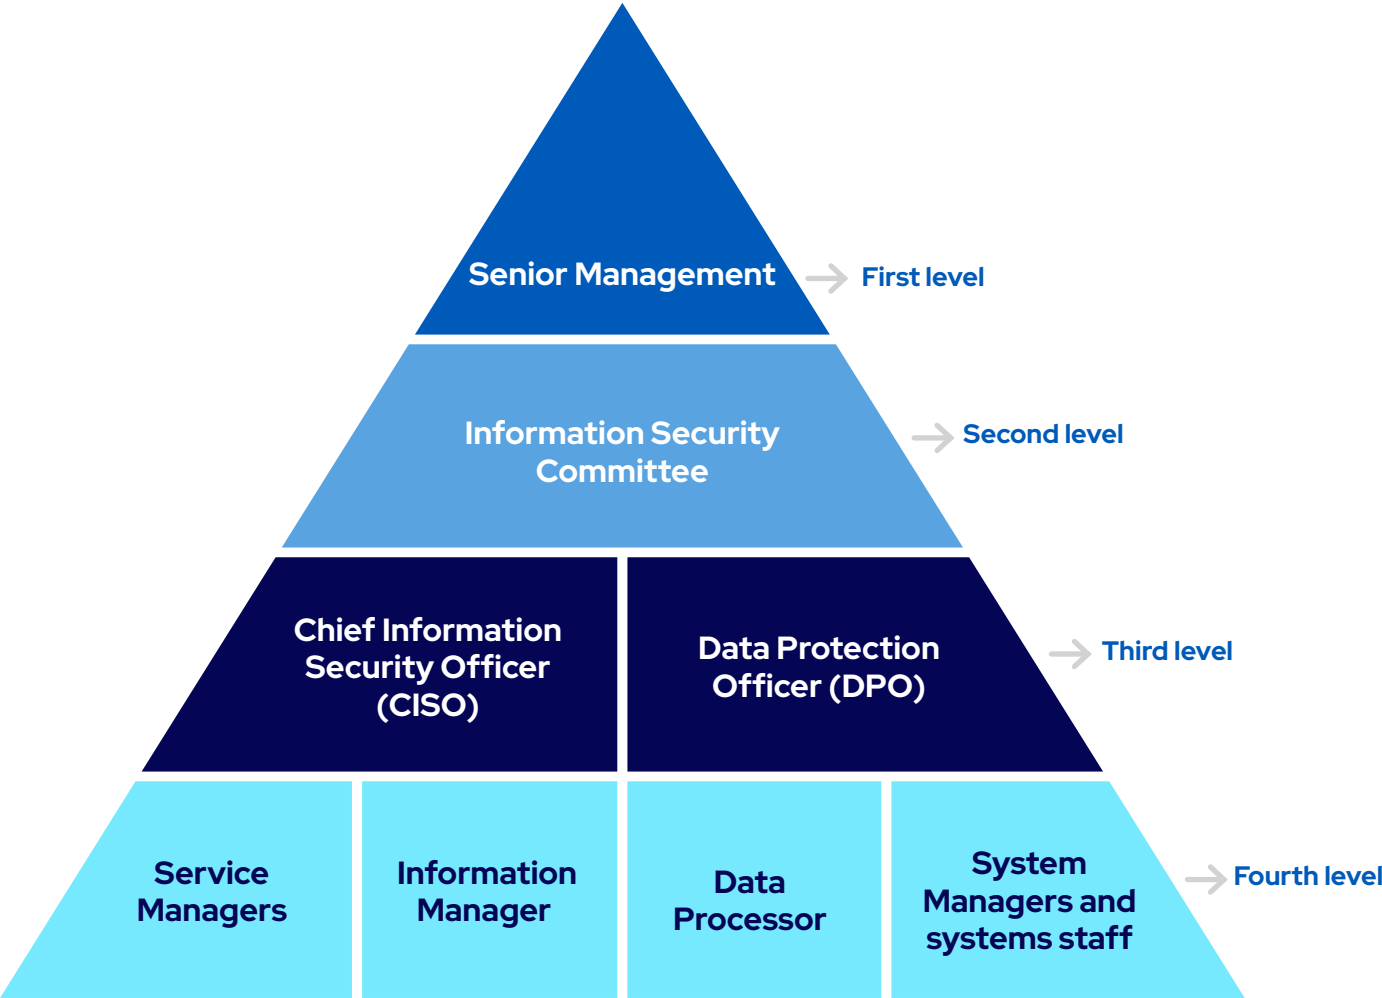 Senior Management
First level
Information Security
Committee
Second level
Chief Information
Security Officer
(CISO)
Data Protection
Officer (DPO)
Third level
Service
Managers
Information
Manager
Data
Processor
System
Managers and
systems staff
Fourth level